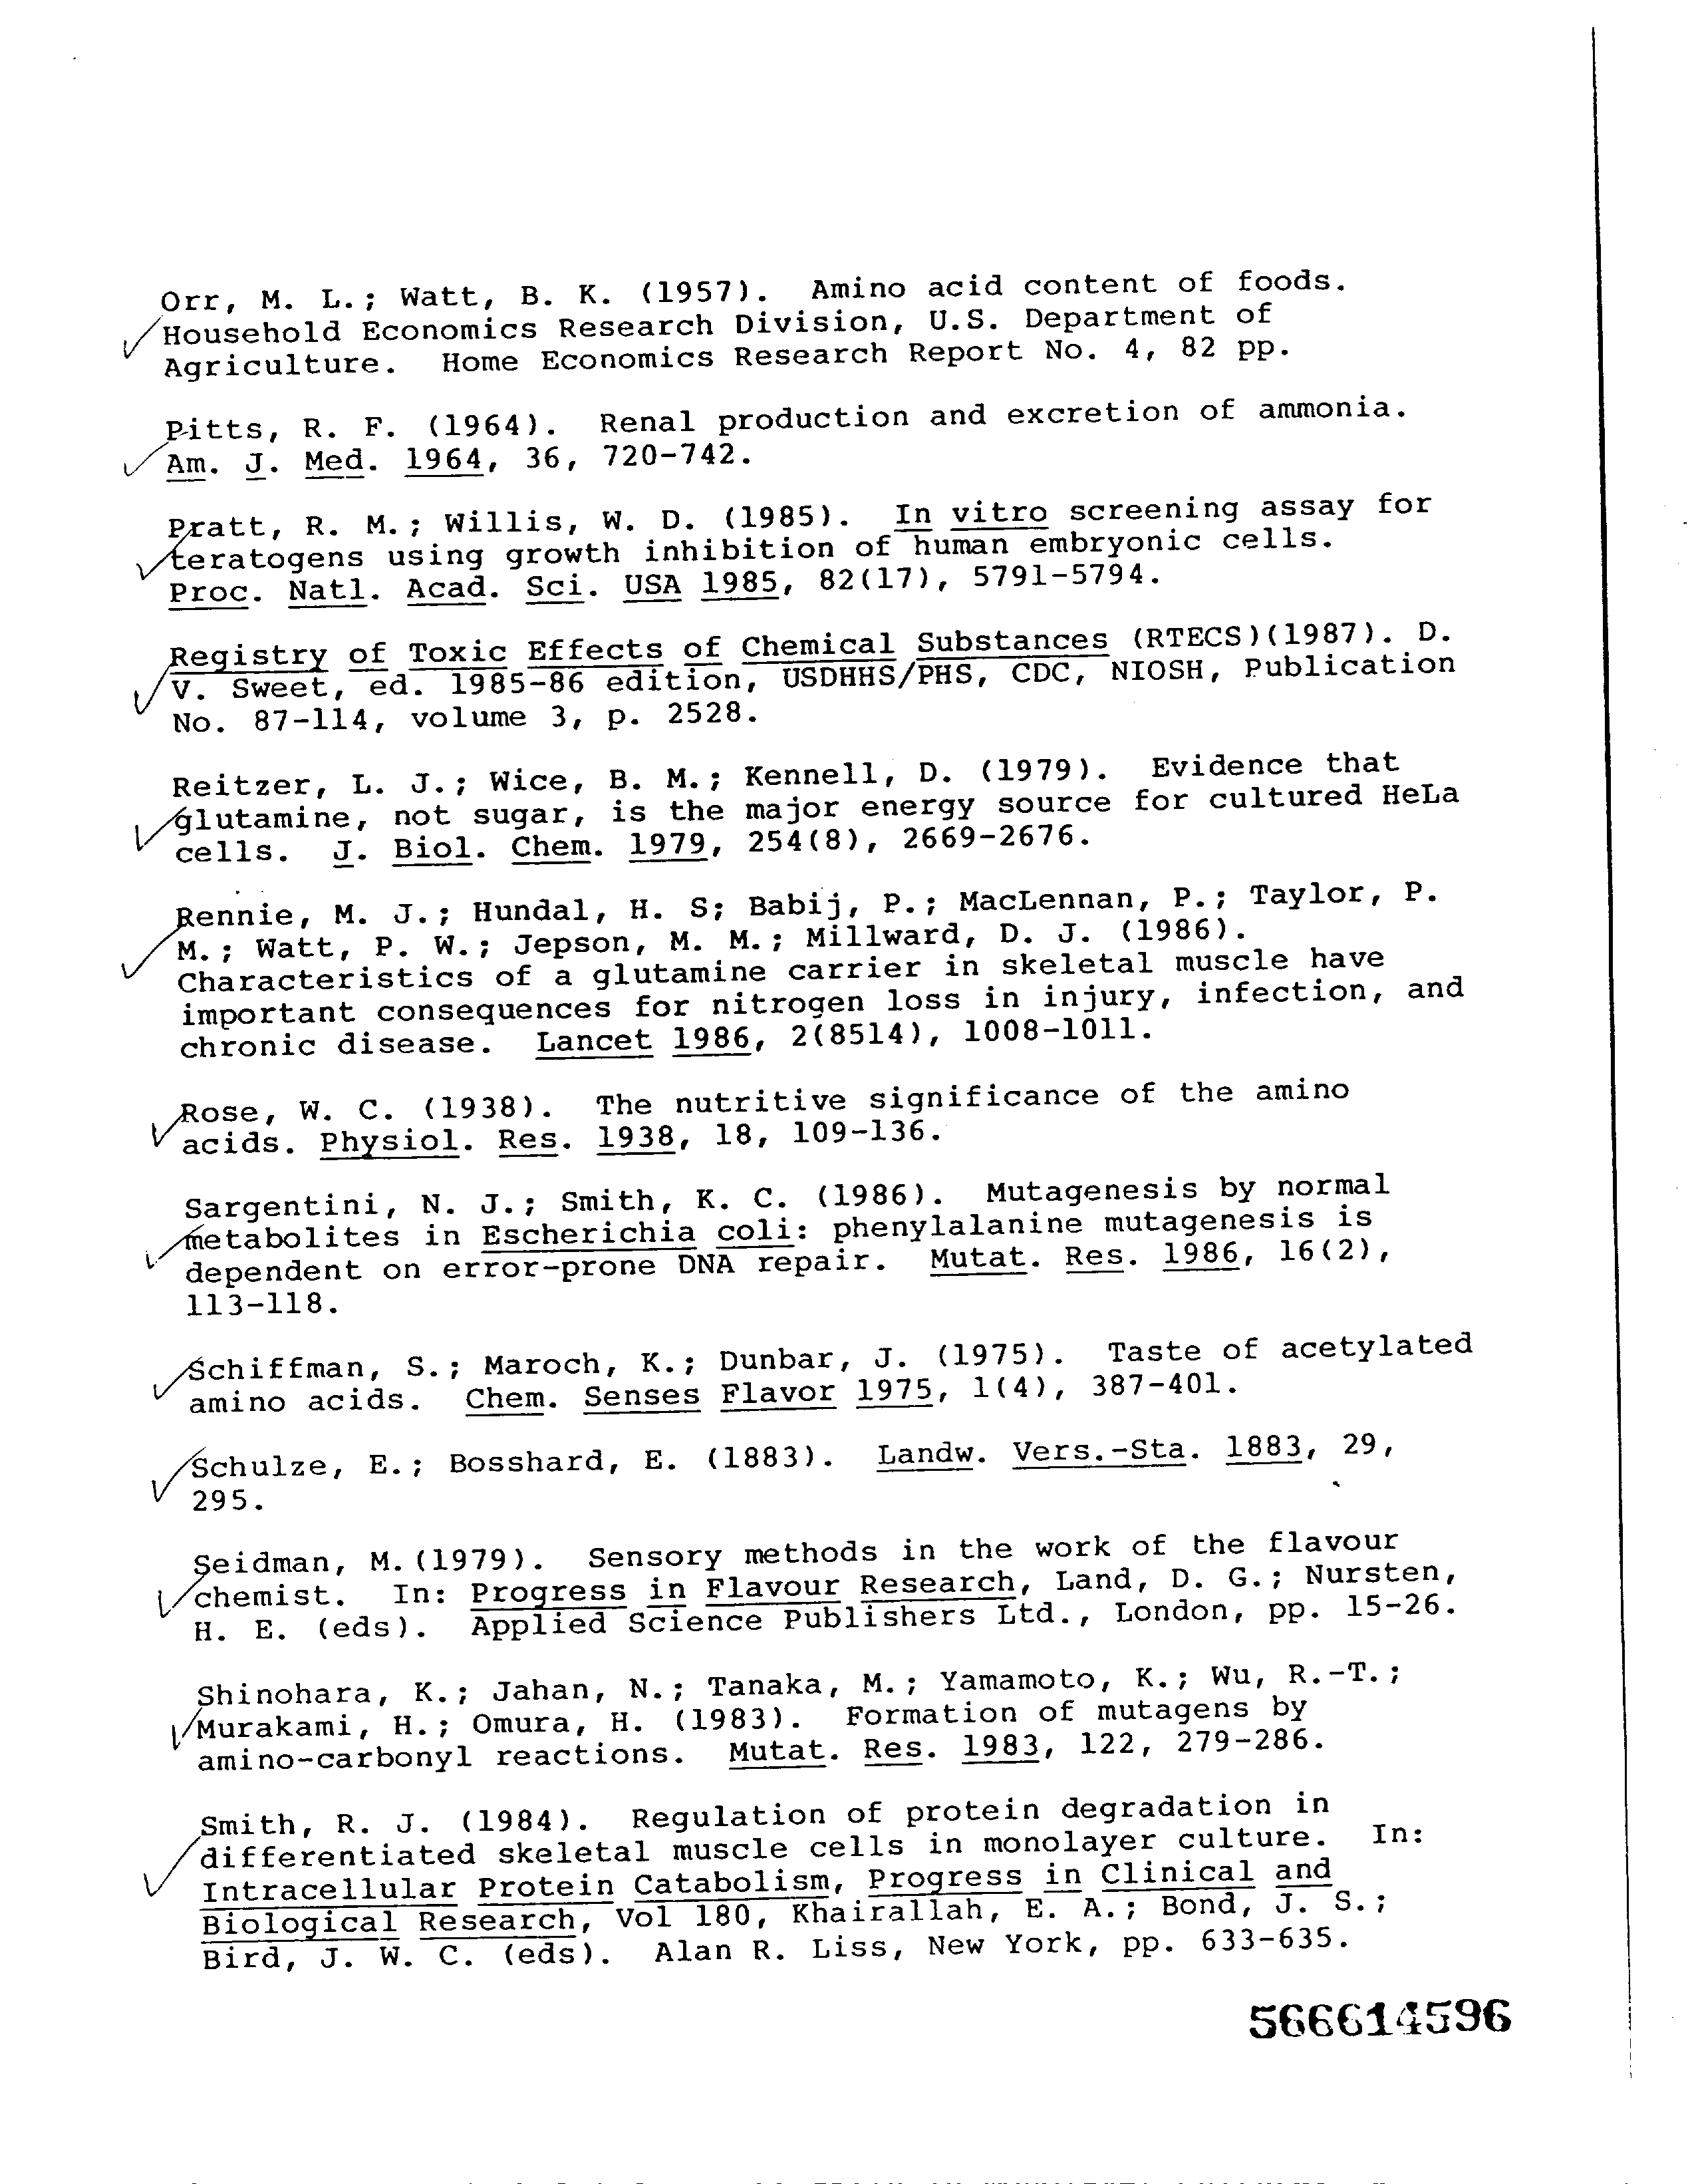 Orr, M. L.; Watt, B. K. (1957). Amino acid content of foods.
Household Economics Research Division, U.S. Department of
Agriculture. Home Economics Research Report No. 4, 82 pp.
Pitts, R. F. (1964). Renal production and excretion of ammonia.
Am. J. Med. 1964, 36, 720-742.
Pratt, R. M.; Willis, W. D. (1985). In vitro screening assay for
teratogens using growth inhibition of human embryonic cells.
Proc. Natl. Acad. Sci. USA 1985, 82(17), 5791-5794.
Registry of Toxic Effects of Chemical Substances (RTECS)(1987). D.
V. Sweet, ed. 1985-86 edition, USDHHS/PHS, CDC, NIOSH, Publication
No. 87-114, volume 3, p. 2528.
Reitzer, L. J.; Wice, B. M.; Kennell, D. (1979). Evidence that
glutamine, not sugar, is the major energy source for cultured HeLa
cells. J. Biol. Chem. 1979, 254(8), 2669-2676.
Rennie, M. J.; Hundal, H. S; Babij, P.; MacLennan, P.; Taylor, P.
M.; Watt, P. W.; Jepson, M. M.; Millward, D. J. (1986).
Characteristics of a glutamine carrier in skeletal muscle have
important consequences for nitrogen loss in injury, infection, and
chronic disease. Lancet 1986, 2(8514), 1008-1011.
Rose, W. C. (1938). The nutritive significance of the amino
acids. Physiol. Res. 1938, 18, 109-136.
Sargentini, N. J.; Smith, K. C. (1986). Mutagenesis by normal
metabolites in Escherichia coli: phenylalanine mutagenesis is
dependent on error-prone DNA repair. Mutat. Res. 1986, 16(2),
113-118.
Schiffman, S.; Maroch, K.; Dunbar, J. (1975). Taste of acetylated
amino acids. Chem. Senses Flavor 1975, 1(4), 387-401.
Schulze, E.; Bosshard, E. (1883). Landw. Vers.-Sta. 1883, 29,
295.
Seidman, M.(1979). Sensory methods in the work of the flavour
chemist. In: Progress in Flavour Research, Land, D. G.; Nursten,
H. E. (eds). Applied Science Publishers Ltd., London, pp. 15-26.
Shinohara, K.; Jahan, N.; Tanaka, M.; Yamamoto, K.; Wu, R.-T.;
Murakami, H.; Omura, H. (1983). Formation of mutagens by
amino-carbonyl reactions. Mutat. Res. 1983, 122, 279-286.
Smith, R. J. (1984). Regulation of protein degradation in
differentiated skeletal muscle cells in monolayer culture. In:
Intracellular Protein Catabolism, Progress in Clinical and
Biological Research, Vol 180, Khairallah, E. A.; Bond, J. S.;
Bird, J. W. C. (eds). Alan R. Liss, New York, pp. 633-635.
566614596